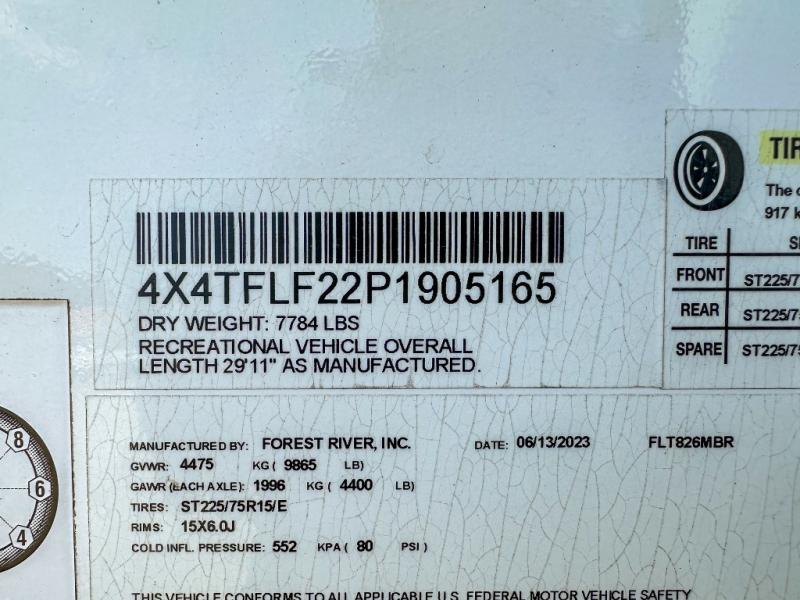 4X4TFLF22P1905165
DRY WEIGHT: 7784 LBS
RECREATIONAL VEHICLE OVERALL
LENGTH 29'11" AS MANUFACTURED.
TIRE
FRONT ST225/7
REAR ST225/75
SPARE ST225/75
The
917
MANUFACTURED BY: FOREST RIVER, INC. DATE: 06/13/2023 FLT826MBR
GVWR: 4475 KG ( 9865 LB)
GAWR (EACH AXLE): 1996 KG ( 4400 LB)
TIRES: ST225/75R15/E
RIMS: 15X6.0J
COLD INFL. PRESSURE: 552 KPA ( 80 PSI )
THIS VEHICLE CONFORMS TO ALL APPLICABLE U.S. FEDERAL MOTOR VEHICLE SAFETY
8
6
4